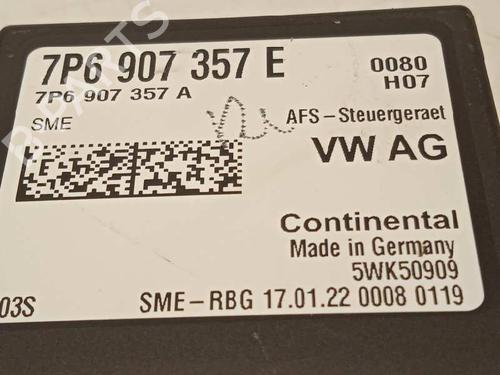 7P6 907 357 E
0080
7P6 907 357 A
H07
SME
AFS-Steuergeraet
VW AG
Continental
Made in Germany
5WK50909
03S
SME-RBG 17.01.22 0008 0119